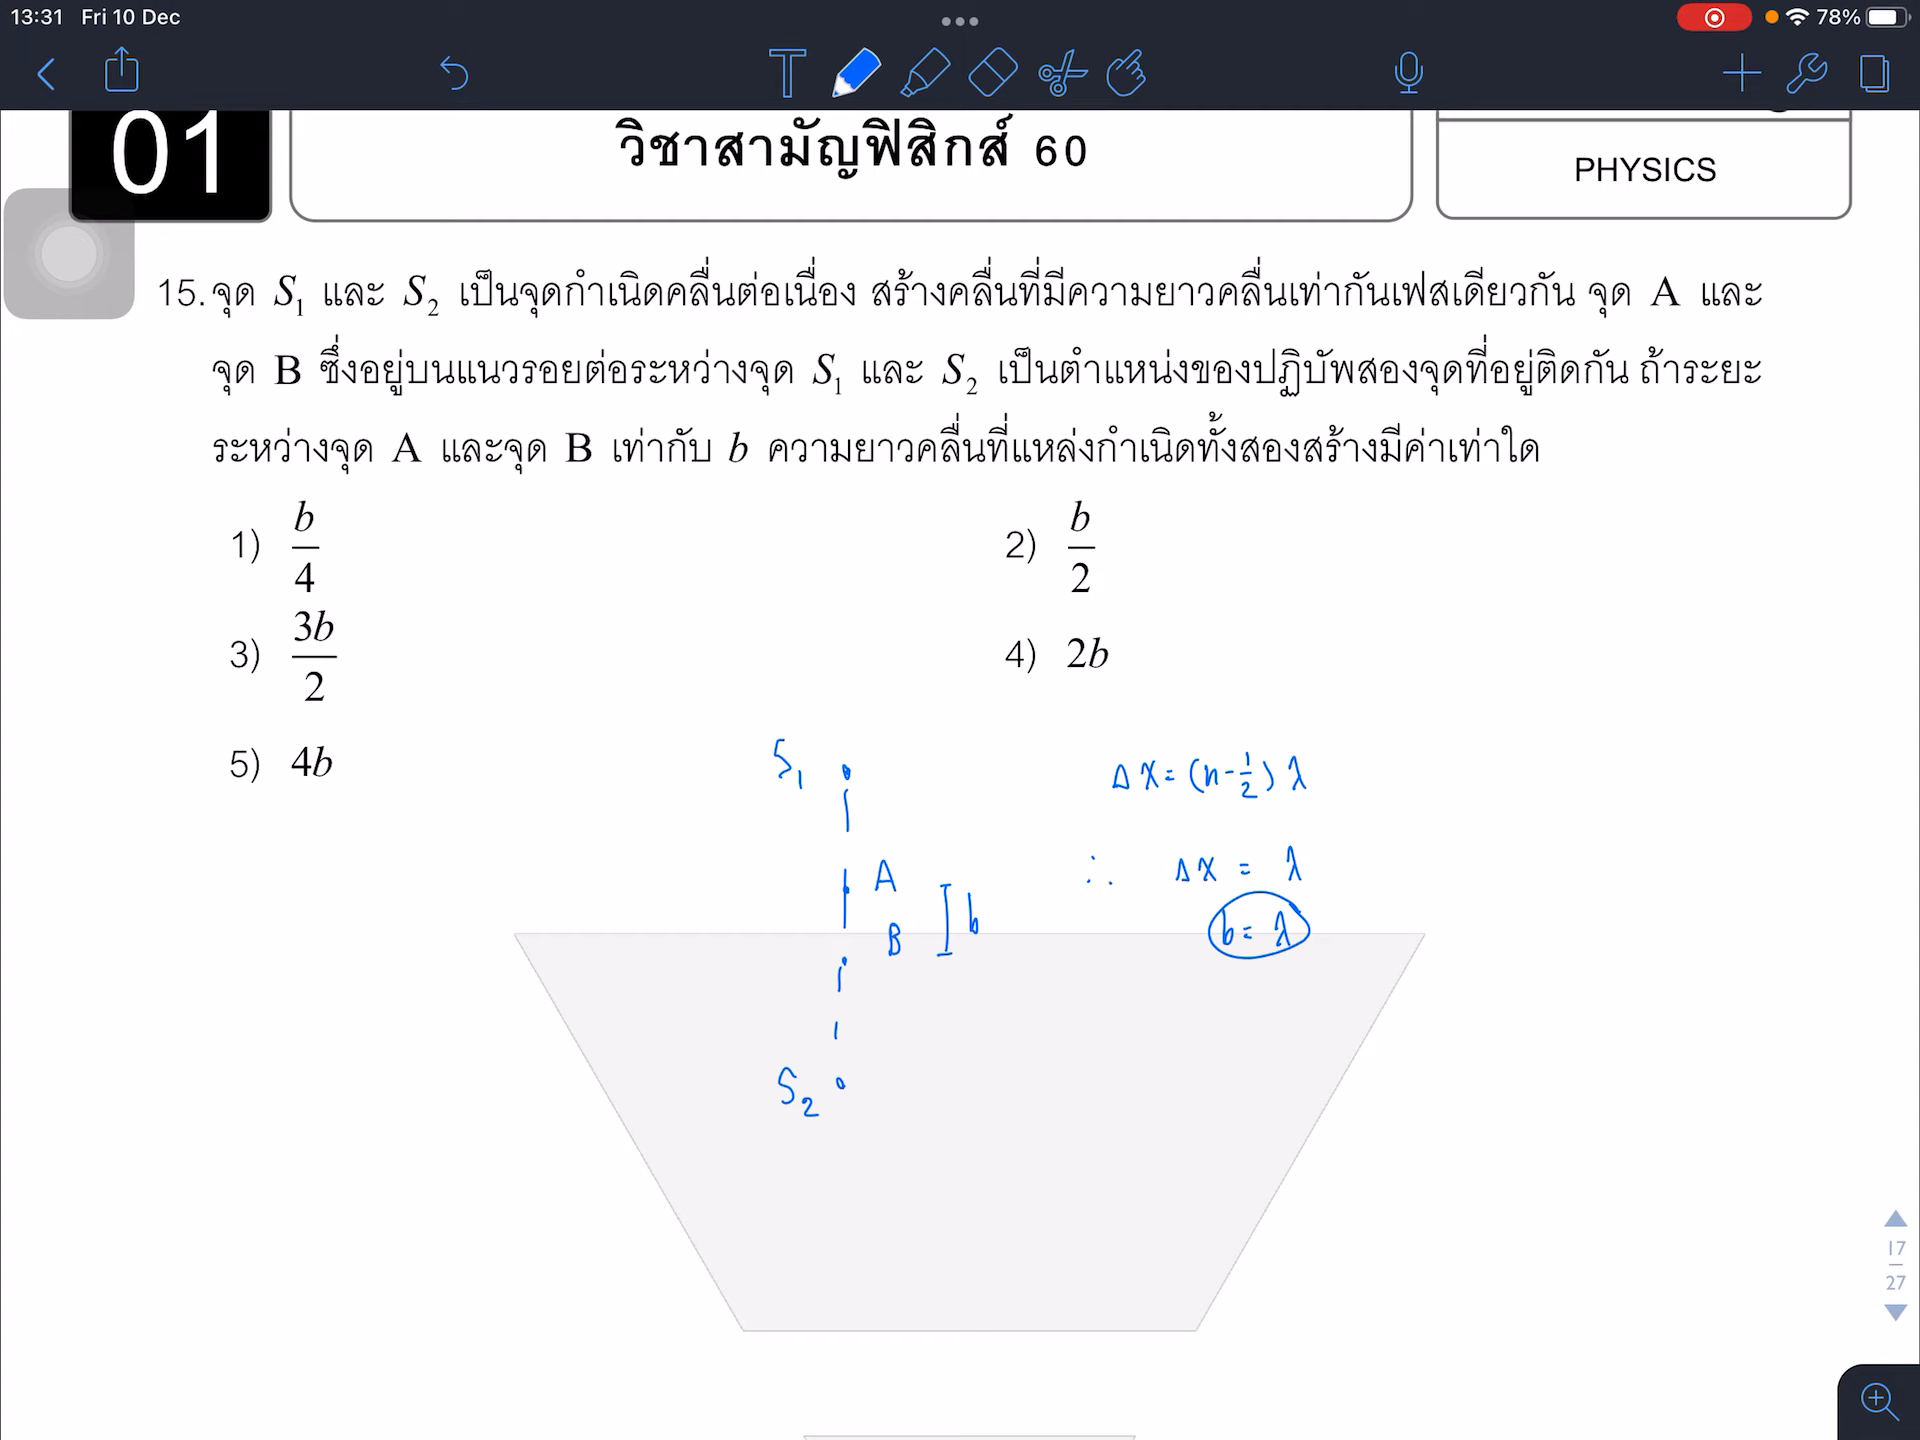 13:31 Fri 10 Dec
78%
01
วิชาสามัญฟิสิกส์ 60
PHYSICS
15. จุด S₁ และ S₂ เป็นจุดกำเนิดคลื่นต่อเนื่อง สร้างคลื่นที่มีความยาวคลื่นเท่ากันเฟสเดียวกัน จุด A และ
จุด B ซึ่งอยู่บนแนวรอยต่อระหว่างจุด S₁ และ S₂ เป็นตำแหน่งของปฏิบัพสองจุดที่อยู่ติดกัน ถ้าระยะ
ระหว่างจุด A และจุด B เท่ากับ b ความยาวคลื่นที่แหล่งกำเนิดทั้งสองสร้างมีค่าเท่าใด
1) b/4
2) b/2
3) 3b/2
4) 2b
5) 4b
S₁
Δx = (n-1/2) λ
A
∴ Δx = λ
b
B
b = λ
S₂
17
27